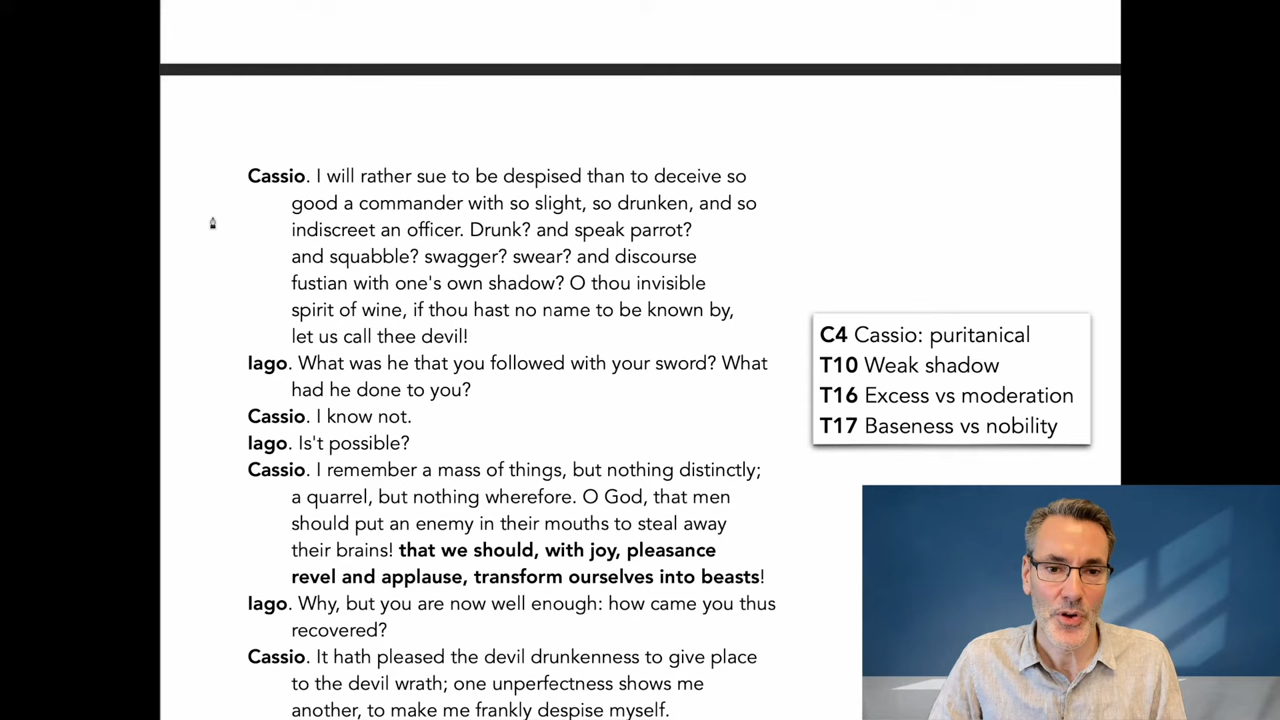 Cassio. I will rather sue to be despised than to deceive so
good a commander with so slight, so drunken, and so
indiscreet an officer. Drunk? and speak parrot?
and squabble? swagger? swear? and discourse
fustian with one's own shadow? O thou invisible
spirit of wine, if thou hast no name to be known by,
let us call thee devil!
Iago. What was he that you followed with your sword? What
had he done to you?
Cassio. I know not.
Iago. Is't possible?
Cassio. I remember a mass of things, but nothing distinctly;
a quarrel, but nothing wherefore. O God, that men
should put an enemy in their mouths to steal away
their brains! that we should, with joy, pleasance
revel and applause, transform ourselves into beasts!
Iago. Why, but you are now well enough: how came you thus
recovered?
Cassio. It hath pleased the devil drunkenness to give place
to the devil wrath; one unperfectness shows me
another, to make me frankly despise myself.
C4 Cassio: puritanical
T10 Weak shadow
T16 Excess vs moderation
T17 Baseness vs nobility